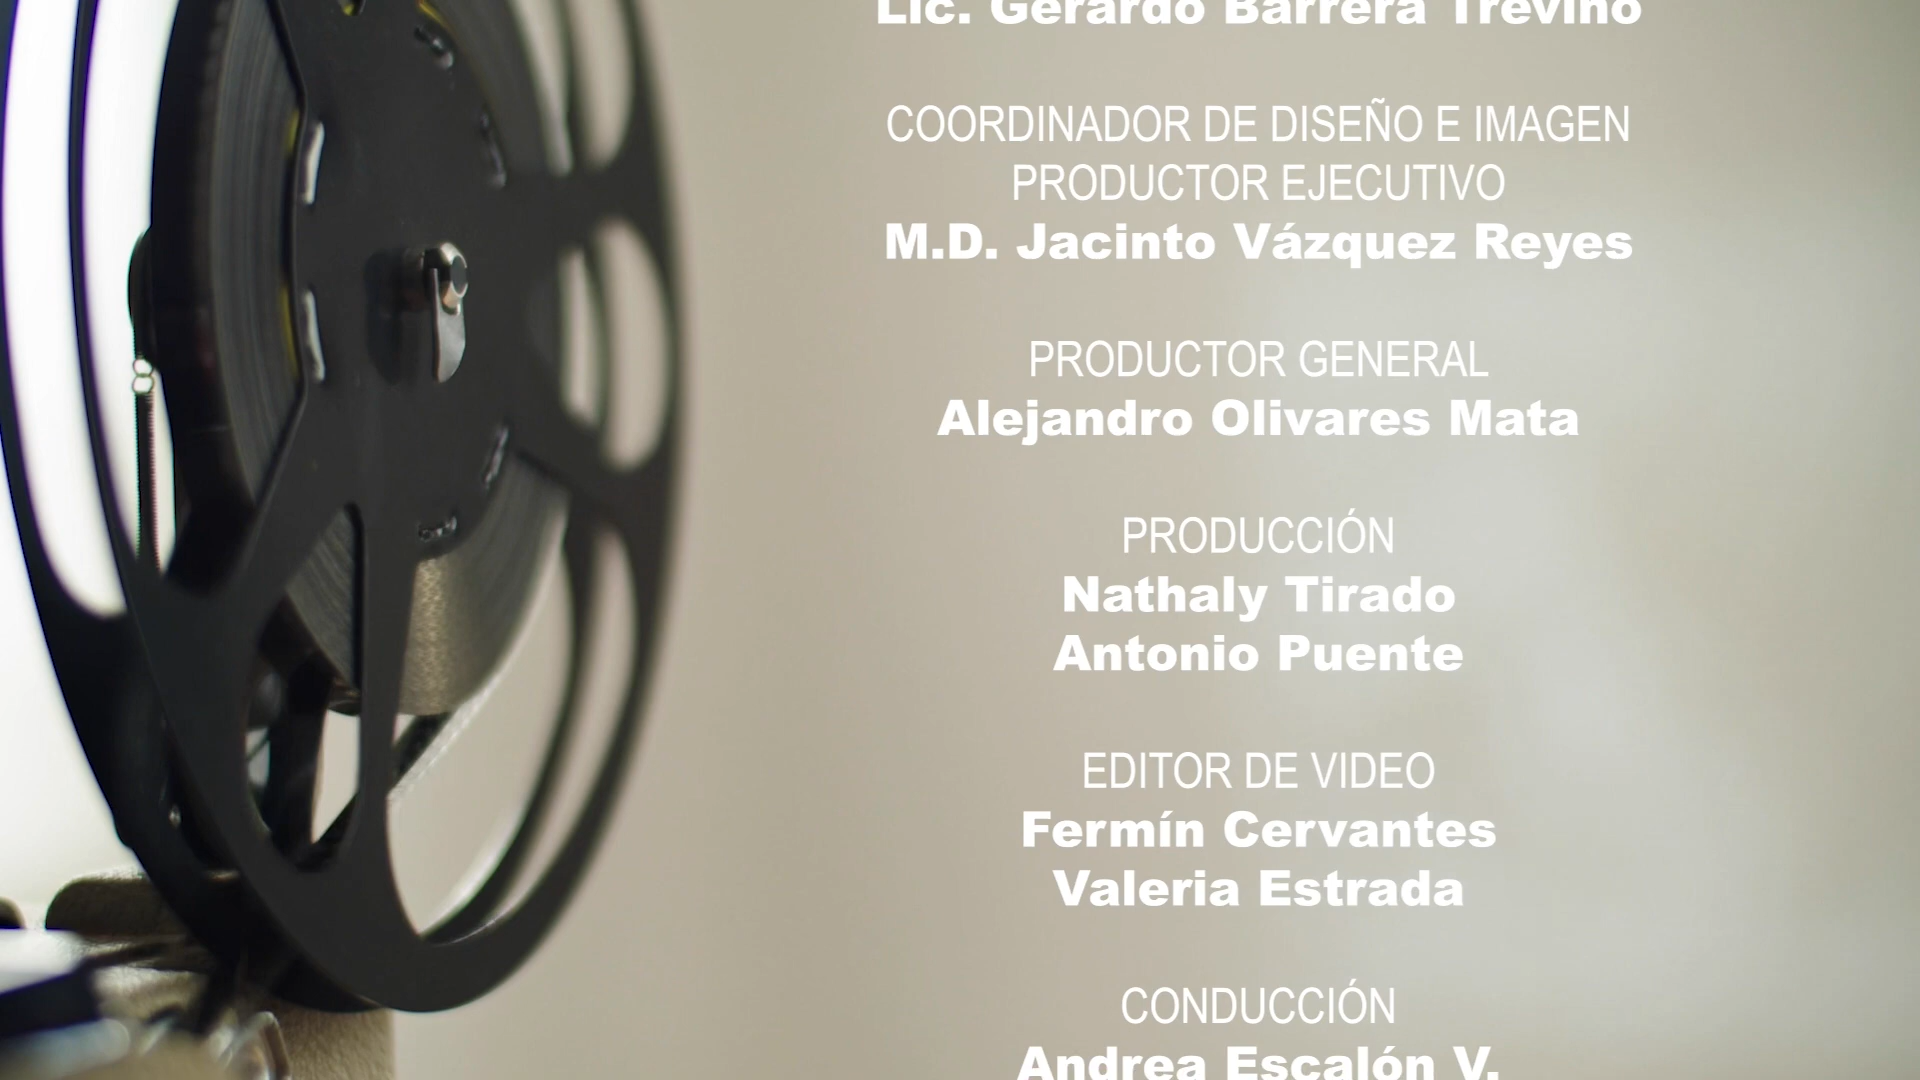 Lic. Gerardo Barrera Treviño
COORDINADOR DE DISEÑO E IMAGEN
PRODUCTOR EJECUTIVO
M.D. Jacinto Vázquez Reyes
PRODUCTOR GENERAL
Alejandro Olivares Mata
PRODUCCIÓN
Nathaly Tirado
Antonio Puente
EDITOR DE VIDEO
Fermín Cervantes
Valeria Estrada
CONDUCCIÓN
Andrea Escalón V.